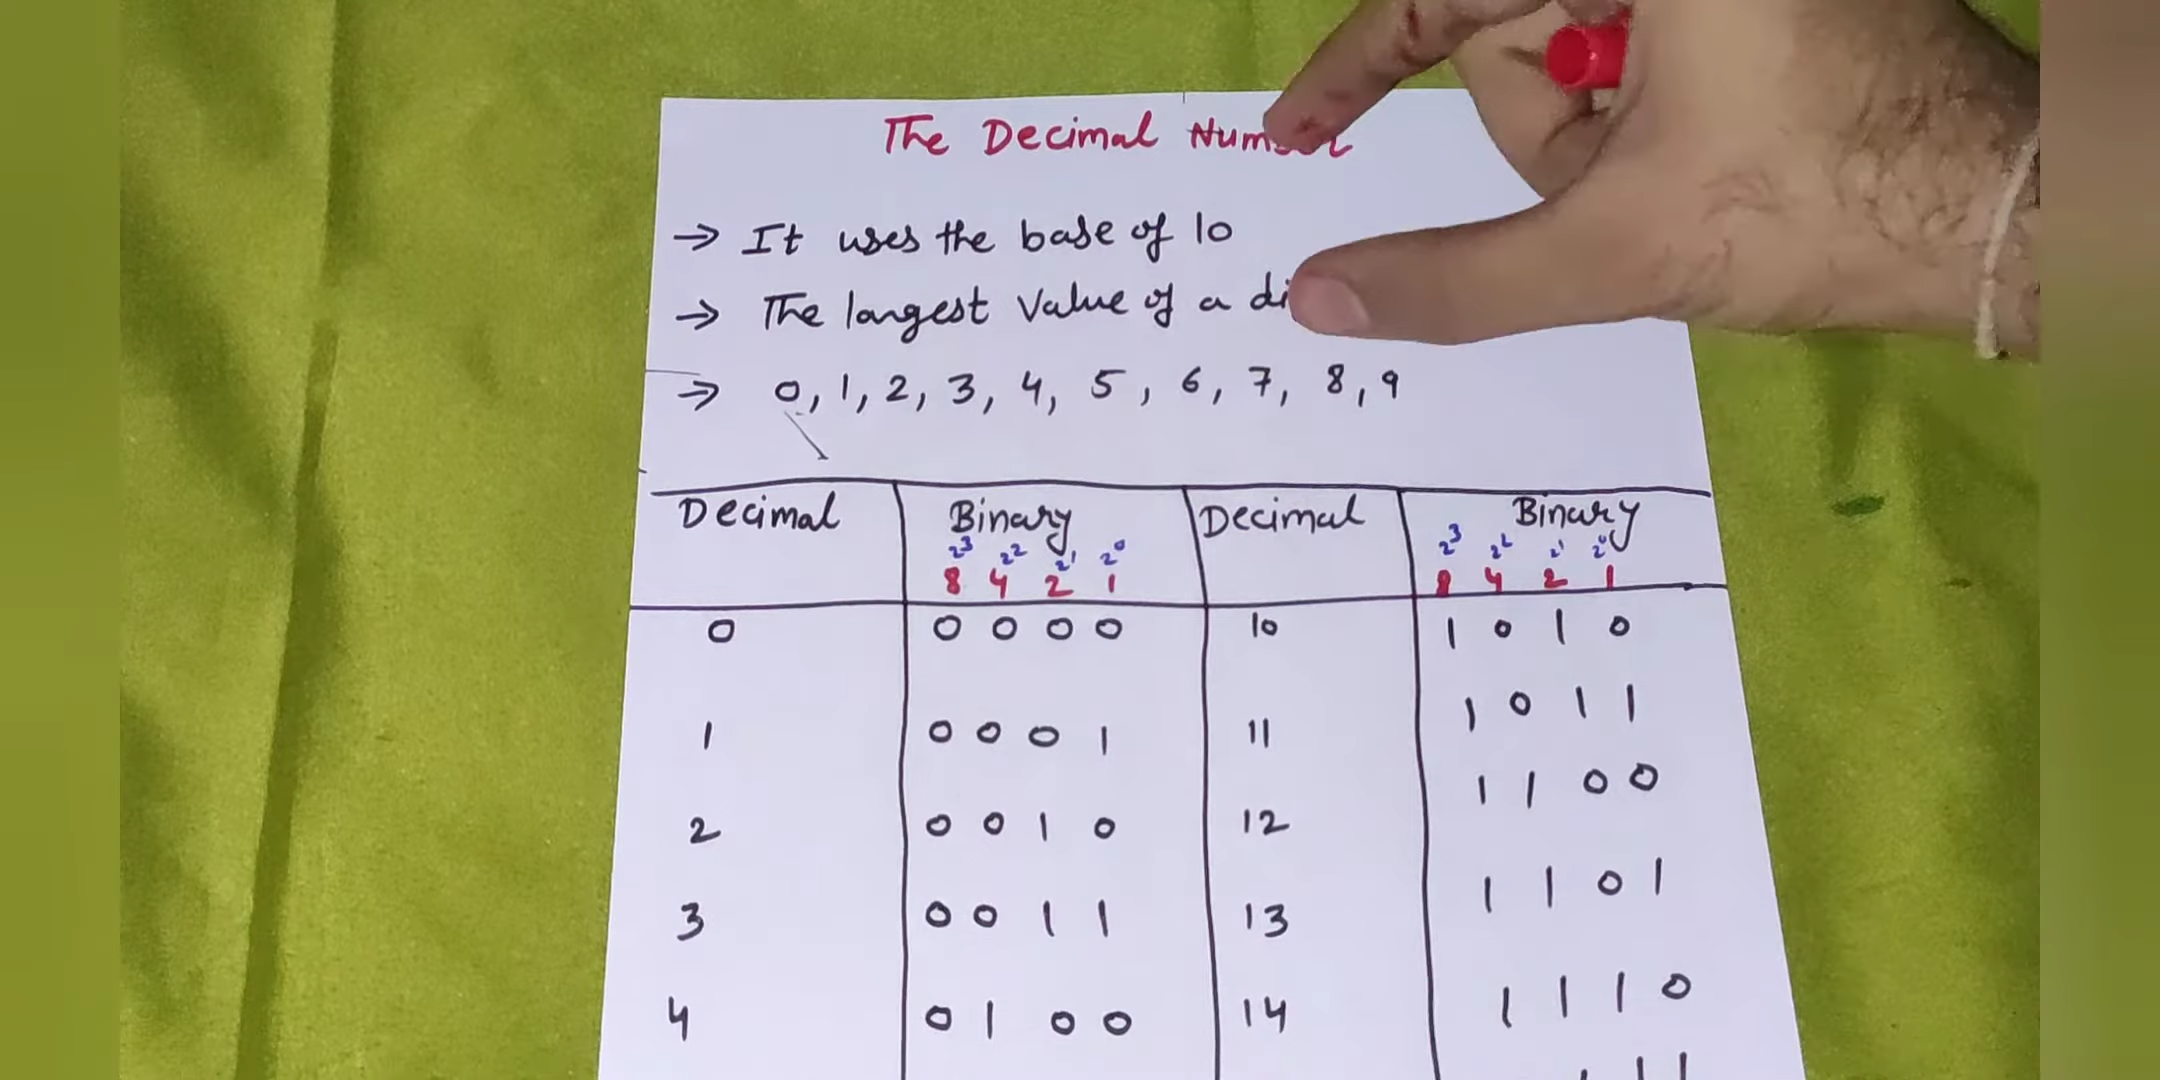 The Decimal Number
→ It uses the base of 10
→ The largest Value of a
→ 0, 1, 2, 3, 4, 5, 6, 7, 8, 9
Decimal Binary Decimal Binary
2³ 2² 2¹ 2⁰ 2³ 2² 2¹ 2⁰
8 4 2 1 8 4 2 1
0 0 0 0 0 10 1 0 1 0
1 0 0 0 1 11 1 0 1 1
2 0 0 1 0 12 1 1 0 0
3 0 0 1 1 13 1 1 0 1
4 0 1 0 0 14 1 1 1 0